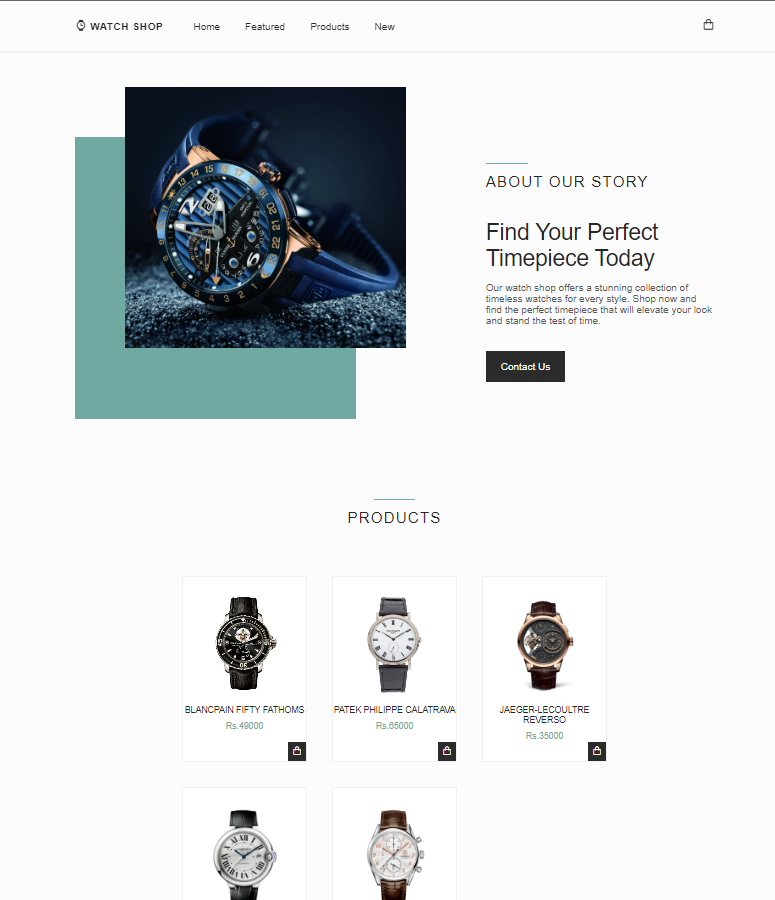 WATCH SHOP Home Featured Products New
ABOUT OUR STORY
Find Your Perfect
Timepiece Today
Our watch shop offers a stunning collection of
timeless watches for every style. Shop now and
find the perfect timepiece that will elevate your look
and stand the test of time.
Contact Us
PRODUCTS
BLANCPAIN FIFTY FATHOMS
Rs.49000
PATEK PHILIPPE CALATRAVA
Rs.65000
JAEGER-LECOULTRE
REVERSO
Rs.35000